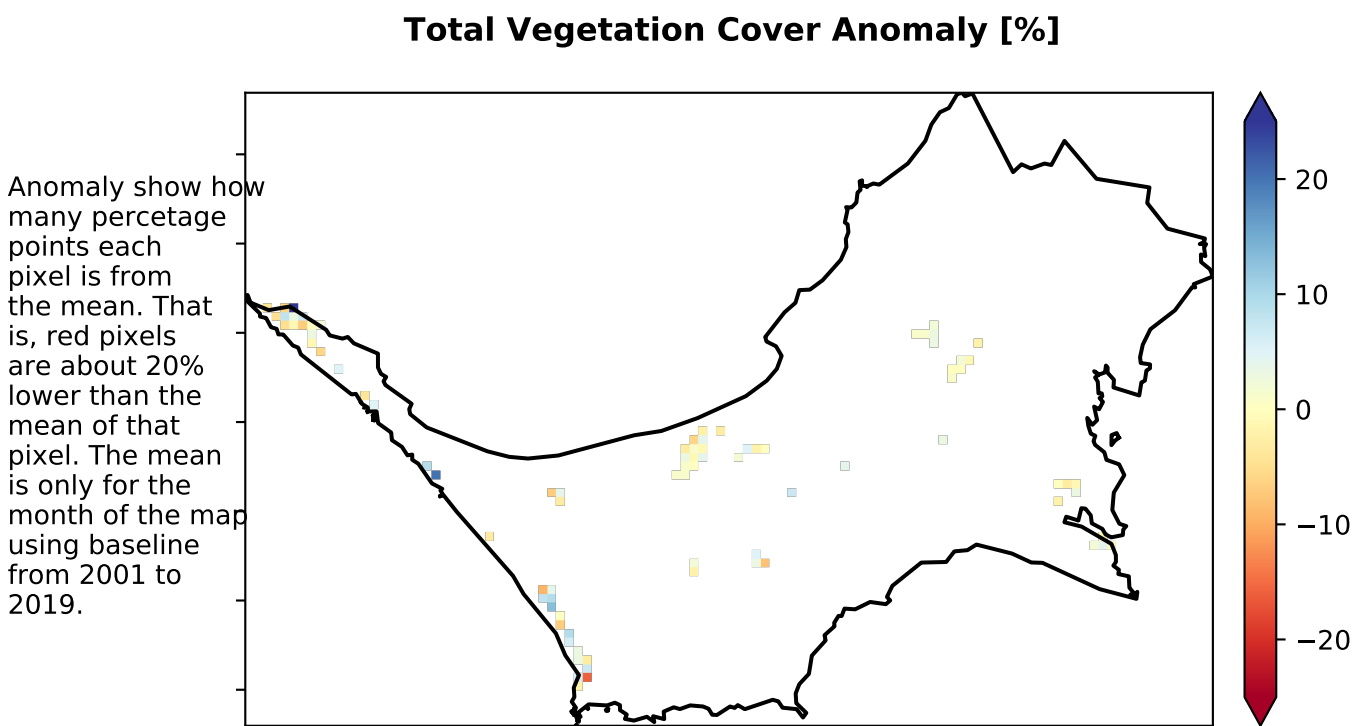 Total Vegetation Cover Anomaly [%]
Anomaly show how
many percetage
points each
pixel is from
the mean. That
is, red pixels
are about 20%
lower than the
mean of that
pixel. The mean
is only for the
month of the map
using baseline
from 2001 to
2019.
20
10
0
−10
−20